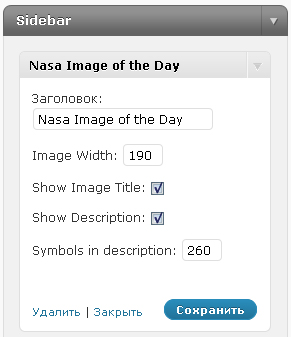 Sidebar
Nasa Image of the Day
Заголовок:
Nasa Image of the Day
Image Width: 190
Show Image Title:
Show Description:
Symbols in description: 260
Удалить | Закрыть Сохранить